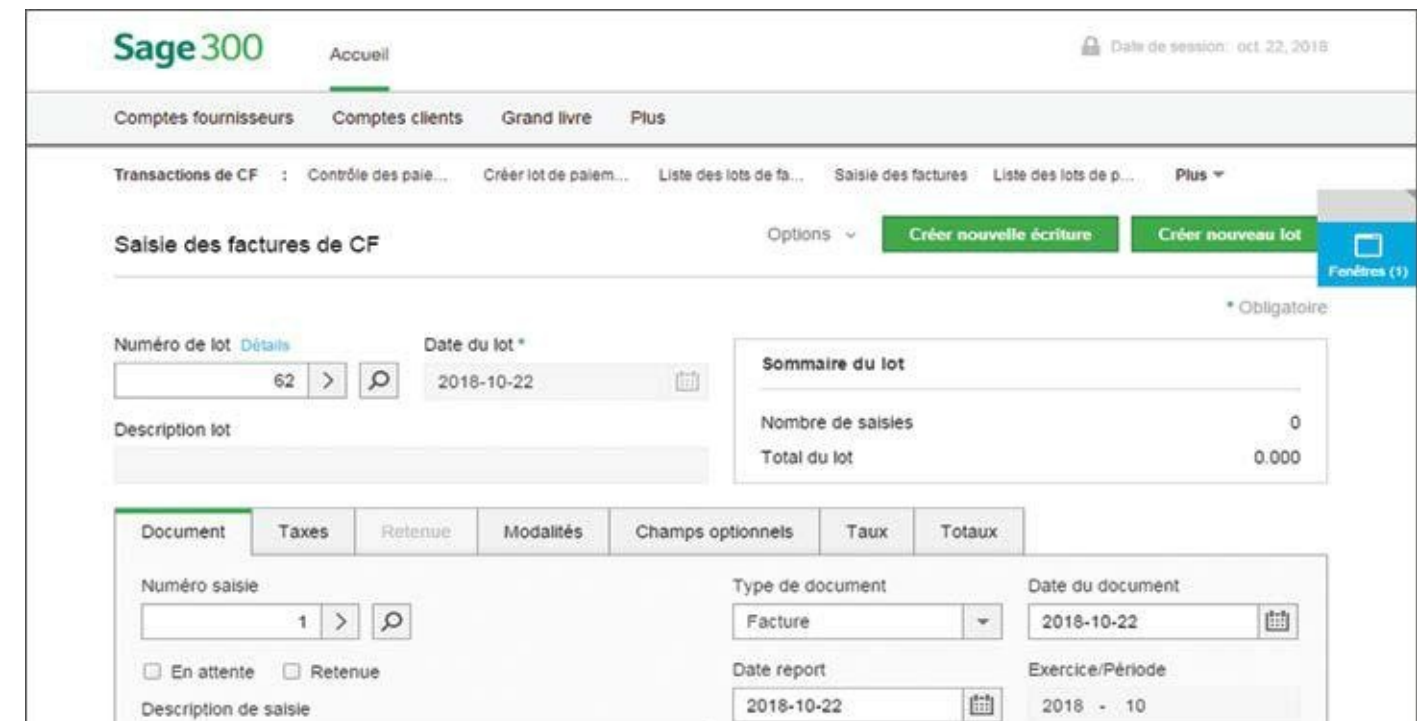 Sage 300
Accueil
Date de session: oct. 22, 2018
Comptes fournisseurs Comptes clients Grand livre Plus
Transactions de CF : Contrôle des paie... Créer lot de paiem... Liste des lots de fa... Saisie des factures Liste des lots de p... Plus
Saisie des factures de CF
Options
Créer nouvelle écriture
Créer nouveau lot
Fenêtres (1)
* Obligatoire
Numéro de lot Détails
Date du lot *
62
2018-10-22
Description lot
Sommaire du lot
Nombre de saisies 0
Total du lot 0.000
Document Taxes Retenue Modalités Champs optionnels Taux Totaux
Numéro saisie
1
Type de document
Facture
Date du document
2018-10-22
En attente Retenue
Date report
2018-10-22
Exercice/Période
2018 - 10
Description de saisie